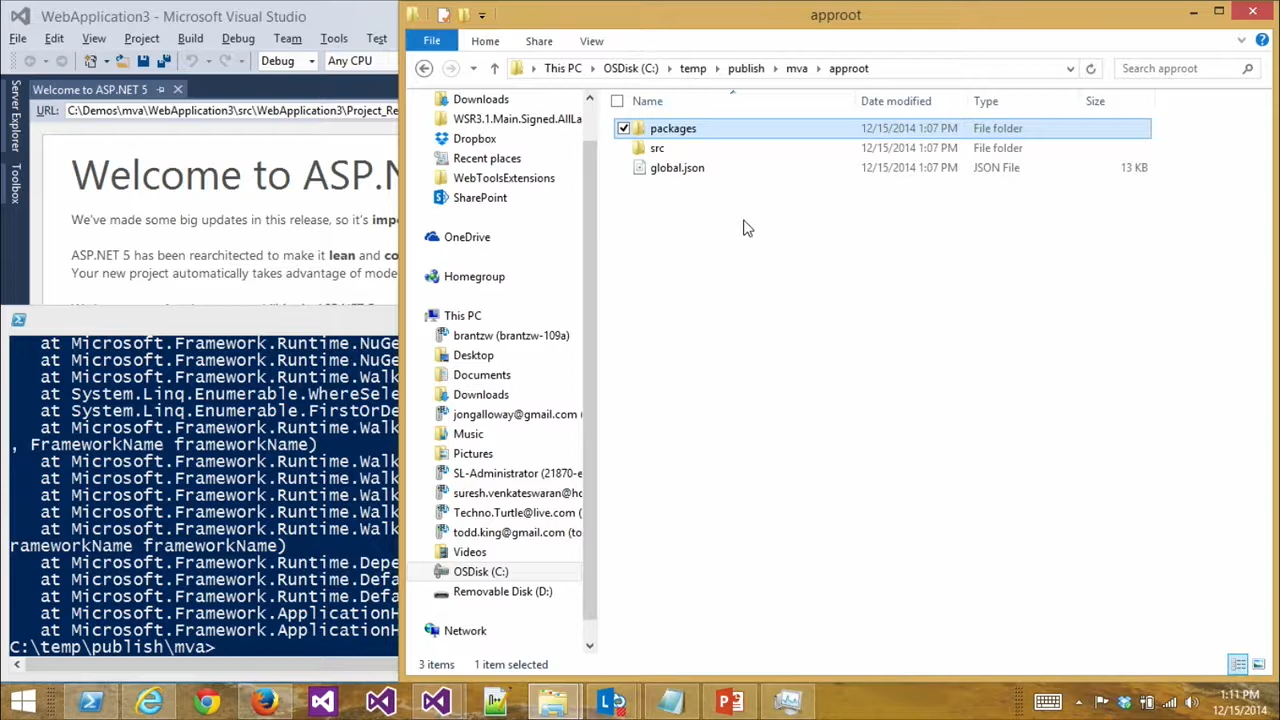 WebApplication3 - Microsoft Visual Studio
File Edit View Project Build Debug Team Tools Test
Debug Any CPU
Server Explorer
Toolbox
Welcome to ASP.NET 5
URL: C:\Demos\mva\WebApplication3\src\WebApplication3\Project_Re
Welcome to ASP.N
We've made some big updates in this release, so it's impo
ASP.NET 5 has been rearchitected to make it lean and co
Your new project automatically takes advantage of mode
at Microsoft.Framework.Runtime.NuGe
at Microsoft.Framework.Runtime.NuGe
at Microsoft.Framework.Runtime.Walk
at System.Linq.Enumerable.WhereSele
at System.Linq.Enumerable.FirstOrDe
at Microsoft.Framework.Runtime.Walk
, FrameworkName frameworkName)
at Microsoft.Framework.Runtime.Walk
at Microsoft.Framework.Runtime.Walk
at Microsoft.Framework.Runtime.Walk
at Microsoft.Framework.Runtime.Walk
at Microsoft.Framework.Runtime.Walk
rameworkName frameworkName)
at Microsoft.Framework.Runtime.Depe
at Microsoft.Framework.Runtime.Defa
at Microsoft.Framework.Runtime.Defa
at Microsoft.Framework.ApplicationH
at Microsoft.Framework.ApplicationH
C:\temp\publish\mva>
approot
File Home Share View
This PC OSDisk (C:) temp publish mva approot
Search approot
Downloads
WSR3.1.Main.Signed.AllLa
Dropbox
Recent places
WebToolsExtensions
SharePoint
OneDrive
Homegroup
This PC
brantzw (brantzw-109a)
Desktop
Documents
Downloads
jongalloway@gmail.com (
Music
Pictures
SL-Administrator (21870-e
suresh.venkateswaran@ho
Techno.Turtle@live.com (
todd.king@gmail.com (to
Videos
OSDisk (C:)
Removable Disk (D:)
Network
Name Date modified Type Size
packages 12/15/2014 1:07 PM File folder
src 12/15/2014 1:07 PM File folder
global.json 12/15/2014 1:07 PM JSON File 13 KB
3 items 1 item selected
1:11 PM
12/15/2014